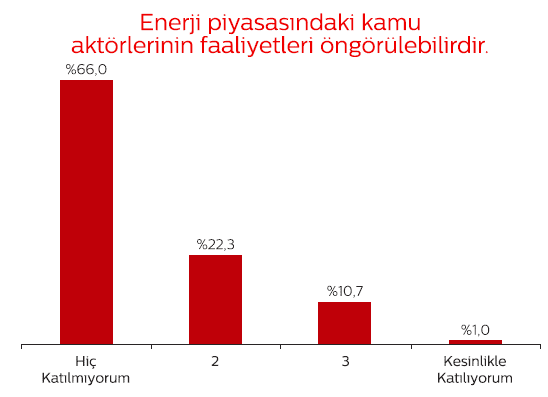 Enerji piyasasındaki kamu
aktörlerinin faaliyetleri öngörülebilirdir.
%66,0
%22,3
%10,7
%1,0
Hiç
Katılmıyorum
2
3
Kesinlikle
Katılıyorum